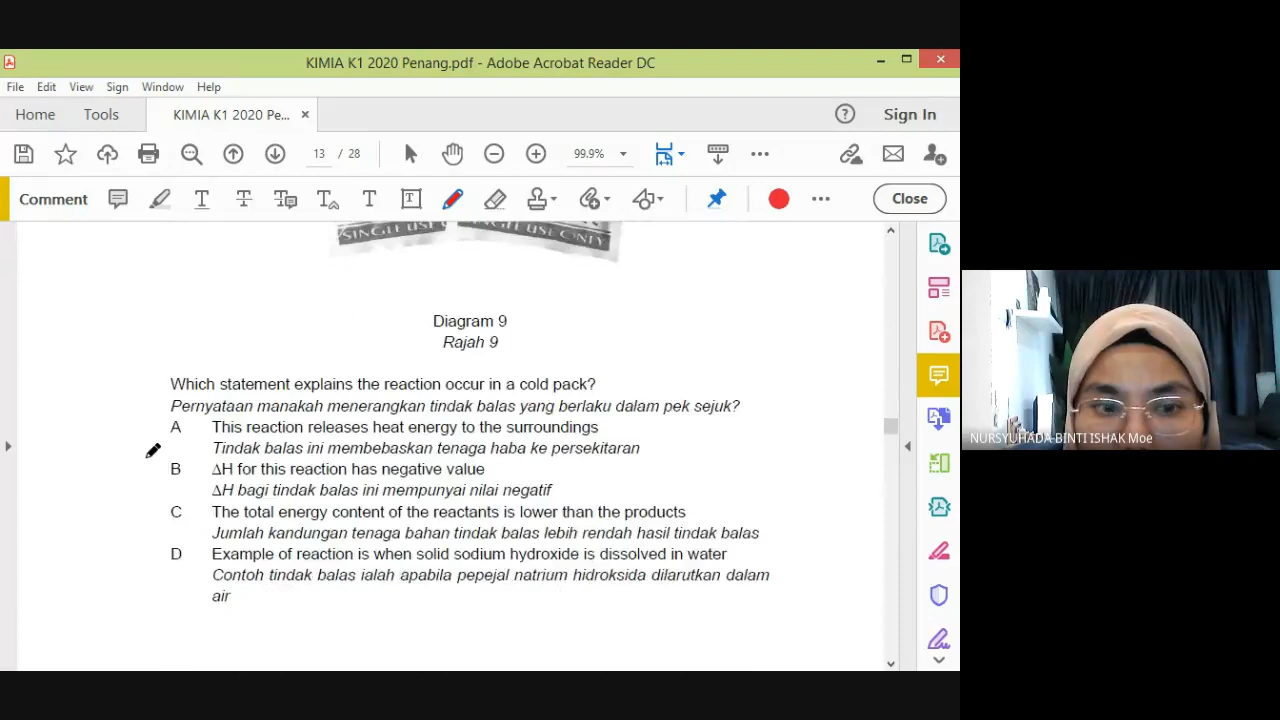 KIMIA K1 2020 Penang.pdf - Adobe Acrobat Reader DC
File Edit View Sign Window Help
Home Tools KIMIA K1 2020 Pe... × Sign In
13 / 28 99.9%
Comment Close
SINGLE USE SINGLE USE ONLY
Diagram 9
Rajah 9
Which statement explains the reaction occur in a cold pack?
Pernyataan manakah menerangkan tindak balas yang berlaku dalam pek sejuk?
A This reaction releases heat energy to the surroundings
Tindak balas ini membebaskan tenaga haba ke persekitaran
B ∆H for this reaction has negative value
∆H bagi tindak balas ini mempunyai nilai negatif
C The total energy content of the reactants is lower than the products
Jumlah kandungan tenaga bahan tindak balas lebih rendah hasil tindak balas
D Example of reaction is when solid sodium hydroxide is dissolved in water
Contoh tindak balas ialah apabila pepejal natrium hidroksida dilarutkan dalam
air
NURSYUHADA BINTI ISHAK Moe